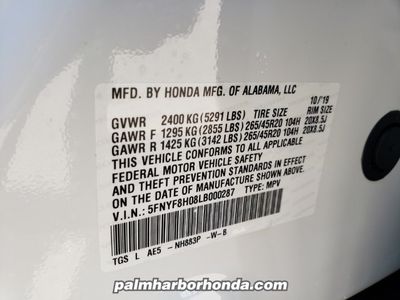 MFD. BY HONDA MFG. OF ALABAMA, LLC
10/'19
GVWR 2400 KG(5291 LBS) TIRE SIZE RIM SIZE
GAWR F 1295 KG(2855 LBS)265/45R20 104H 20X8.5J
GAWR R 1425 KG(3142 LBS)265/45R20 104H 20X8.5J
THIS VEHICLE CONFORMS TO ALL APPLICABLE
FEDERAL MOTOR VEHICLE SAFETY AND
THEFT PREVENTION STANDARDS IN EFFECT ON THE
DATE OF MANUFACTURE SHOWN ABOVE.
V.I.N.: 5FNYF8H08LB000287 TYPE: MPV
TGS L AE5 -NH883P -W-B
palmharborhonda.com